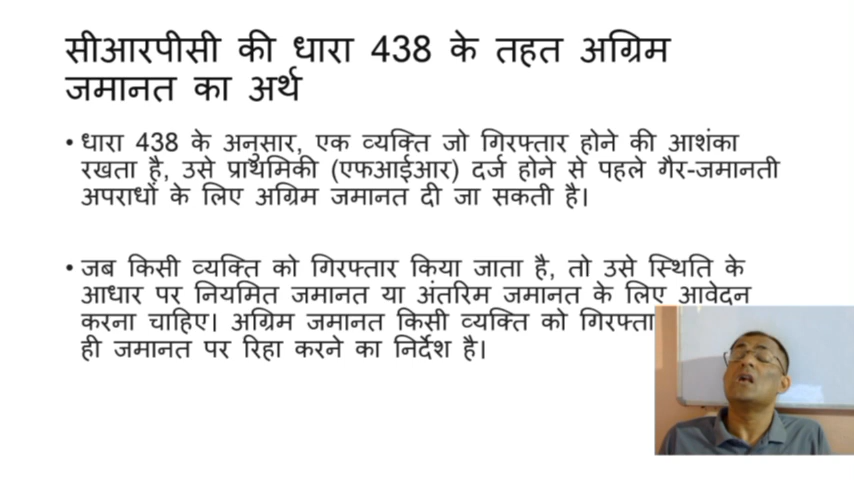 सीआरपीसी की धारा 438 के तहत अग्रिम
जमानत का अर्थ
• धारा 438 के अनुसार, एक व्यक्ति जो गिरफ्तार होने की आशंका
रखता है, उसे प्राथमिकी (एफआईआर) दर्ज होने से पहले गैर-जमानती
अपराधों के लिए अग्रिम जमानत दी जा सकती है।
• जब किसी व्यक्ति को गिरफ्तार किया जाता है, तो उसे स्थिति के
आधार पर नियमित जमानत या अंतरिम जमानत के लिए आवेदन
करना चाहिए। अग्रिम जमानत किसी व्यक्ति को
ही जमानत पर रिहा करने का निर्देश है।